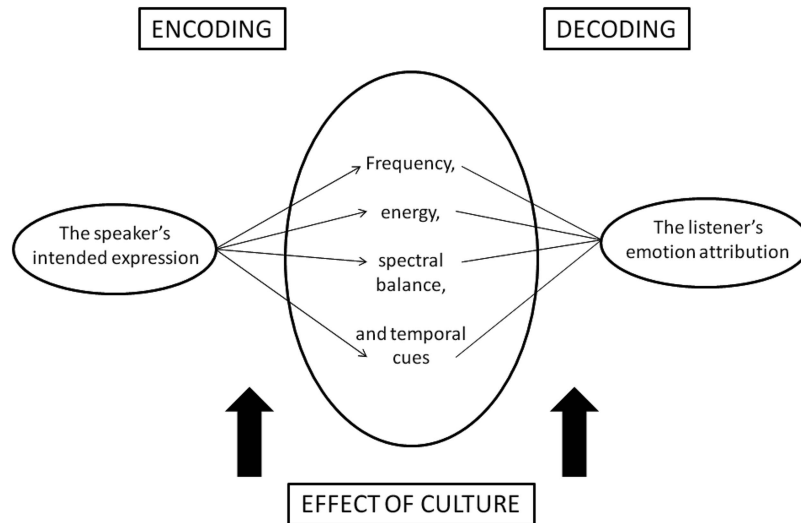 ENCODING
DECODING
Frequency,
energy,
The speaker's
intended expression
spectral
balance,
The listener's
emotion attribution
and temporal
cues
EFFECT OF CULTURE